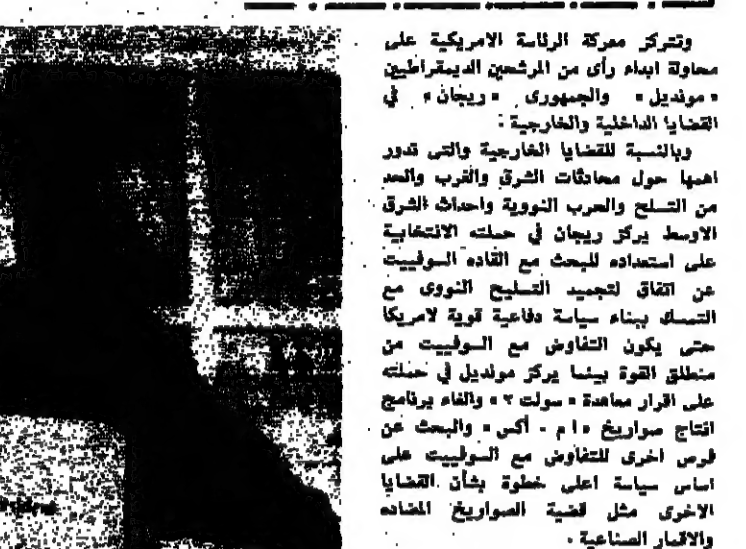 وتتركز معركة الرئاسة الامريكية على
محاولة ابداء رأى من المرشحين الديمقراطيين
« مونديل » والجمهورى « ريجان » في
القضايا الداخلية والخارجية :
وبالنسبة للقضايا الخارجية والتى تدور
اهمها حول محادثات الشرق والغرب والحد
من التسلح والحرب النووية واحداث الشرق
الاوسط يركز ريجان في حملته الانتخابية
على استعداده للبحث مع القاده السوفييت
عن اتفاق لتجميد التسليح النووى مع
التمسك ببناء سياسة دفاعية قوية لامريكا
حتى يكون التفاوض مع السوفييت من
منطلق القوة بينما يركز مونديل في حملته
على اقرار معاهدة « سولت ٢ » والغاء برنامج
انتاج صواريخ « ام - أكس » والبحث عن
فرص اخرى للتفاوض مع السوفييت على
اساس سياسة اعلى خطوة بشأن القضايا
الاخرى مثل قضية الصواريخ المضاده
والاقمار الصناعية .